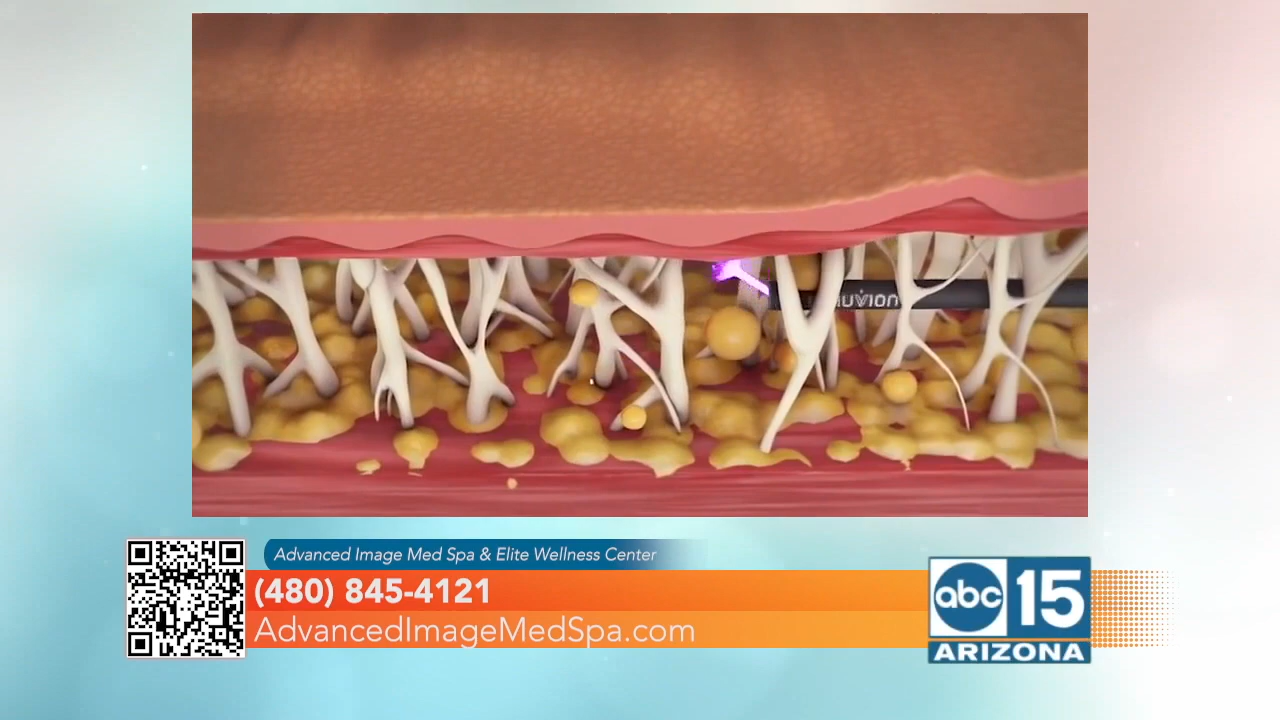 Advanced Image Med Spa & Elite Wellness Center
(480) 845-4121
AdvancedImageMedSpa.com
abc 15
ARIZONA